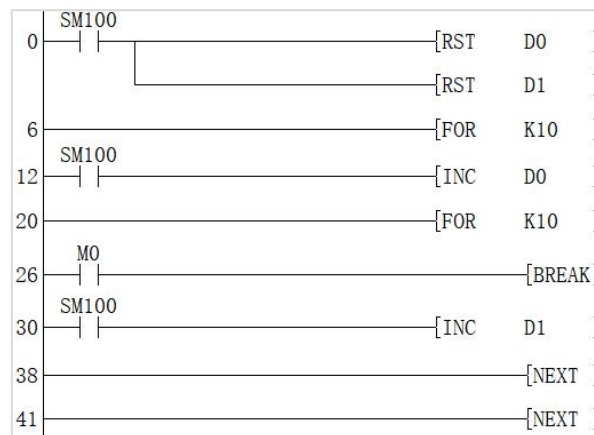 SM100
0 [RST D0
[RST D1
6 [FOR K10
SM100
12 [INC D0
20 [FOR K10
M0
26 [BREAK]
SM100
30 [INC D1
38 [NEXT
41 [NEXT